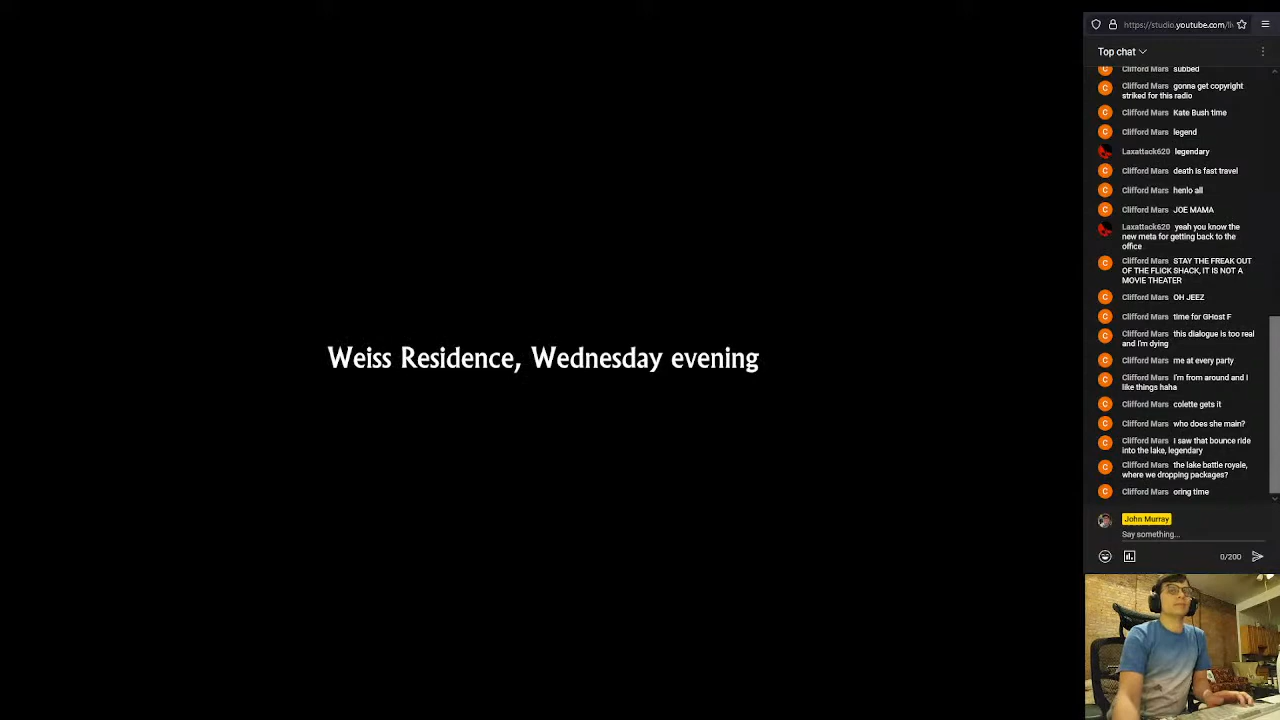 https://studio.youtube.com/li
Top chat
Clifford Mars subbed
Clifford Mars gonna get copyright
striked for this radio
Clifford Mars Kate Bush time
Clifford Mars legend
Laxattack620 legendary
Clifford Mars death is fast travel
Clifford Mars henlo all
Clifford Mars JOE MAMA
Laxattack620 yeah you know the
new meta for getting back to the
office
Clifford Mars STAY THE FREAK OUT
OF THE FLICK SHACK, IT IS NOT A
MOVIE THEATER
Clifford Mars OH JEEZ
Clifford Mars time for GHost F
Clifford Mars this dialogue is too real
and I'm dying
Clifford Mars me at every party
Clifford Mars I'm from around and I
like things haha
Clifford Mars colette gets it
Clifford Mars who does she main?
Clifford Mars I saw that bounce ride
into the lake, legendary
Clifford Mars the lake battle royale,
where we dropping packages?
Clifford Mars oring time
John Murray
Say something...
0/200
Weiss Residence, Wednesday evening